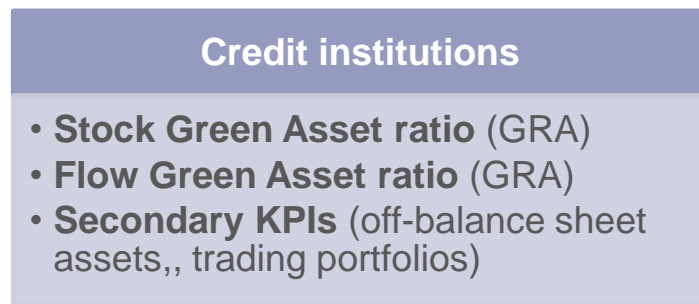 Credit institutions
• Stock Green Asset ratio (GRA)
• Flow Green Asset ratio (GRA)
• Secondary KPIs (off-balance sheet
assets,, trading portfolios)